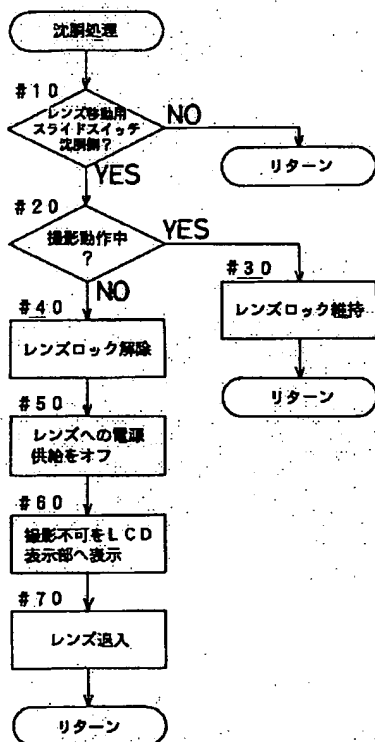 沈胴処理
#10
レンズ移動用
スライドスイッチ
沈胴側?
NO
リターン
YES
#20
撮影動作中
?
YES
#30
レンズロック維持
リターン
NO
#40
レンズロック解除
#50
レンズへの電源
供給をオフ
#60
撮影不可をLCD
表示部へ表示
#70
レンズ退入
リターン